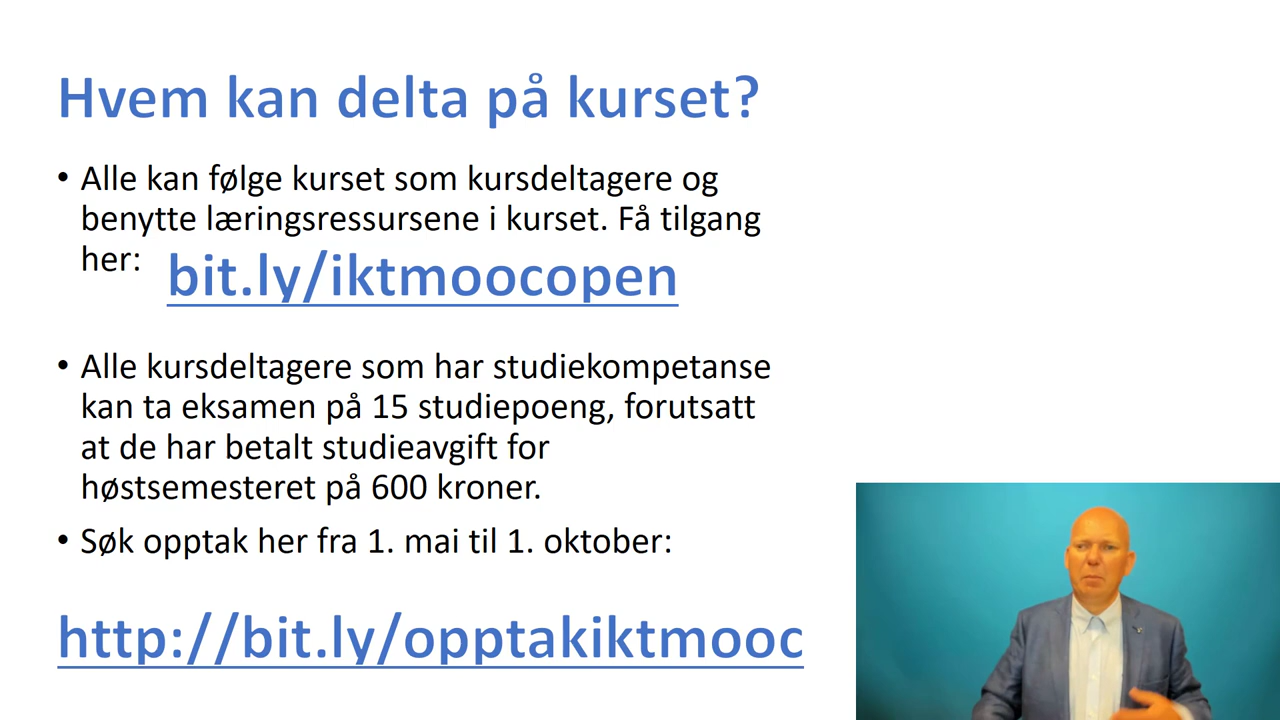 Hvem kan delta på kurset?
• Alle kan følge kurset som kursdeltagere og
benytte læringsressursene i kurset. Få tilgang
her: bit.ly/iktmoocopen
• Alle kursdeltagere som har studiekompetanse
kan ta eksamen på 15 studiepoeng, forutsatt
at de har betalt studieavgift for
høstsemesteret på 600 kroner.
• Søk opptak her fra 1. mai til 1. oktober:
http://bit.ly/opptakiktmooc